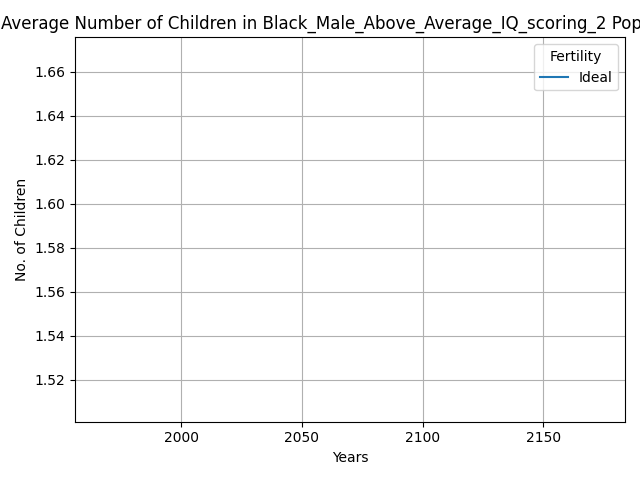 Average Number of Children in Black_Male_Above_Average_IQ_scoring_2 Pop
Fertility
Ideal
1.66
1.64
1.62
1.60
1.58
1.56
1.54
1.52
No. of Children
2000 2050 2100 2150
Years